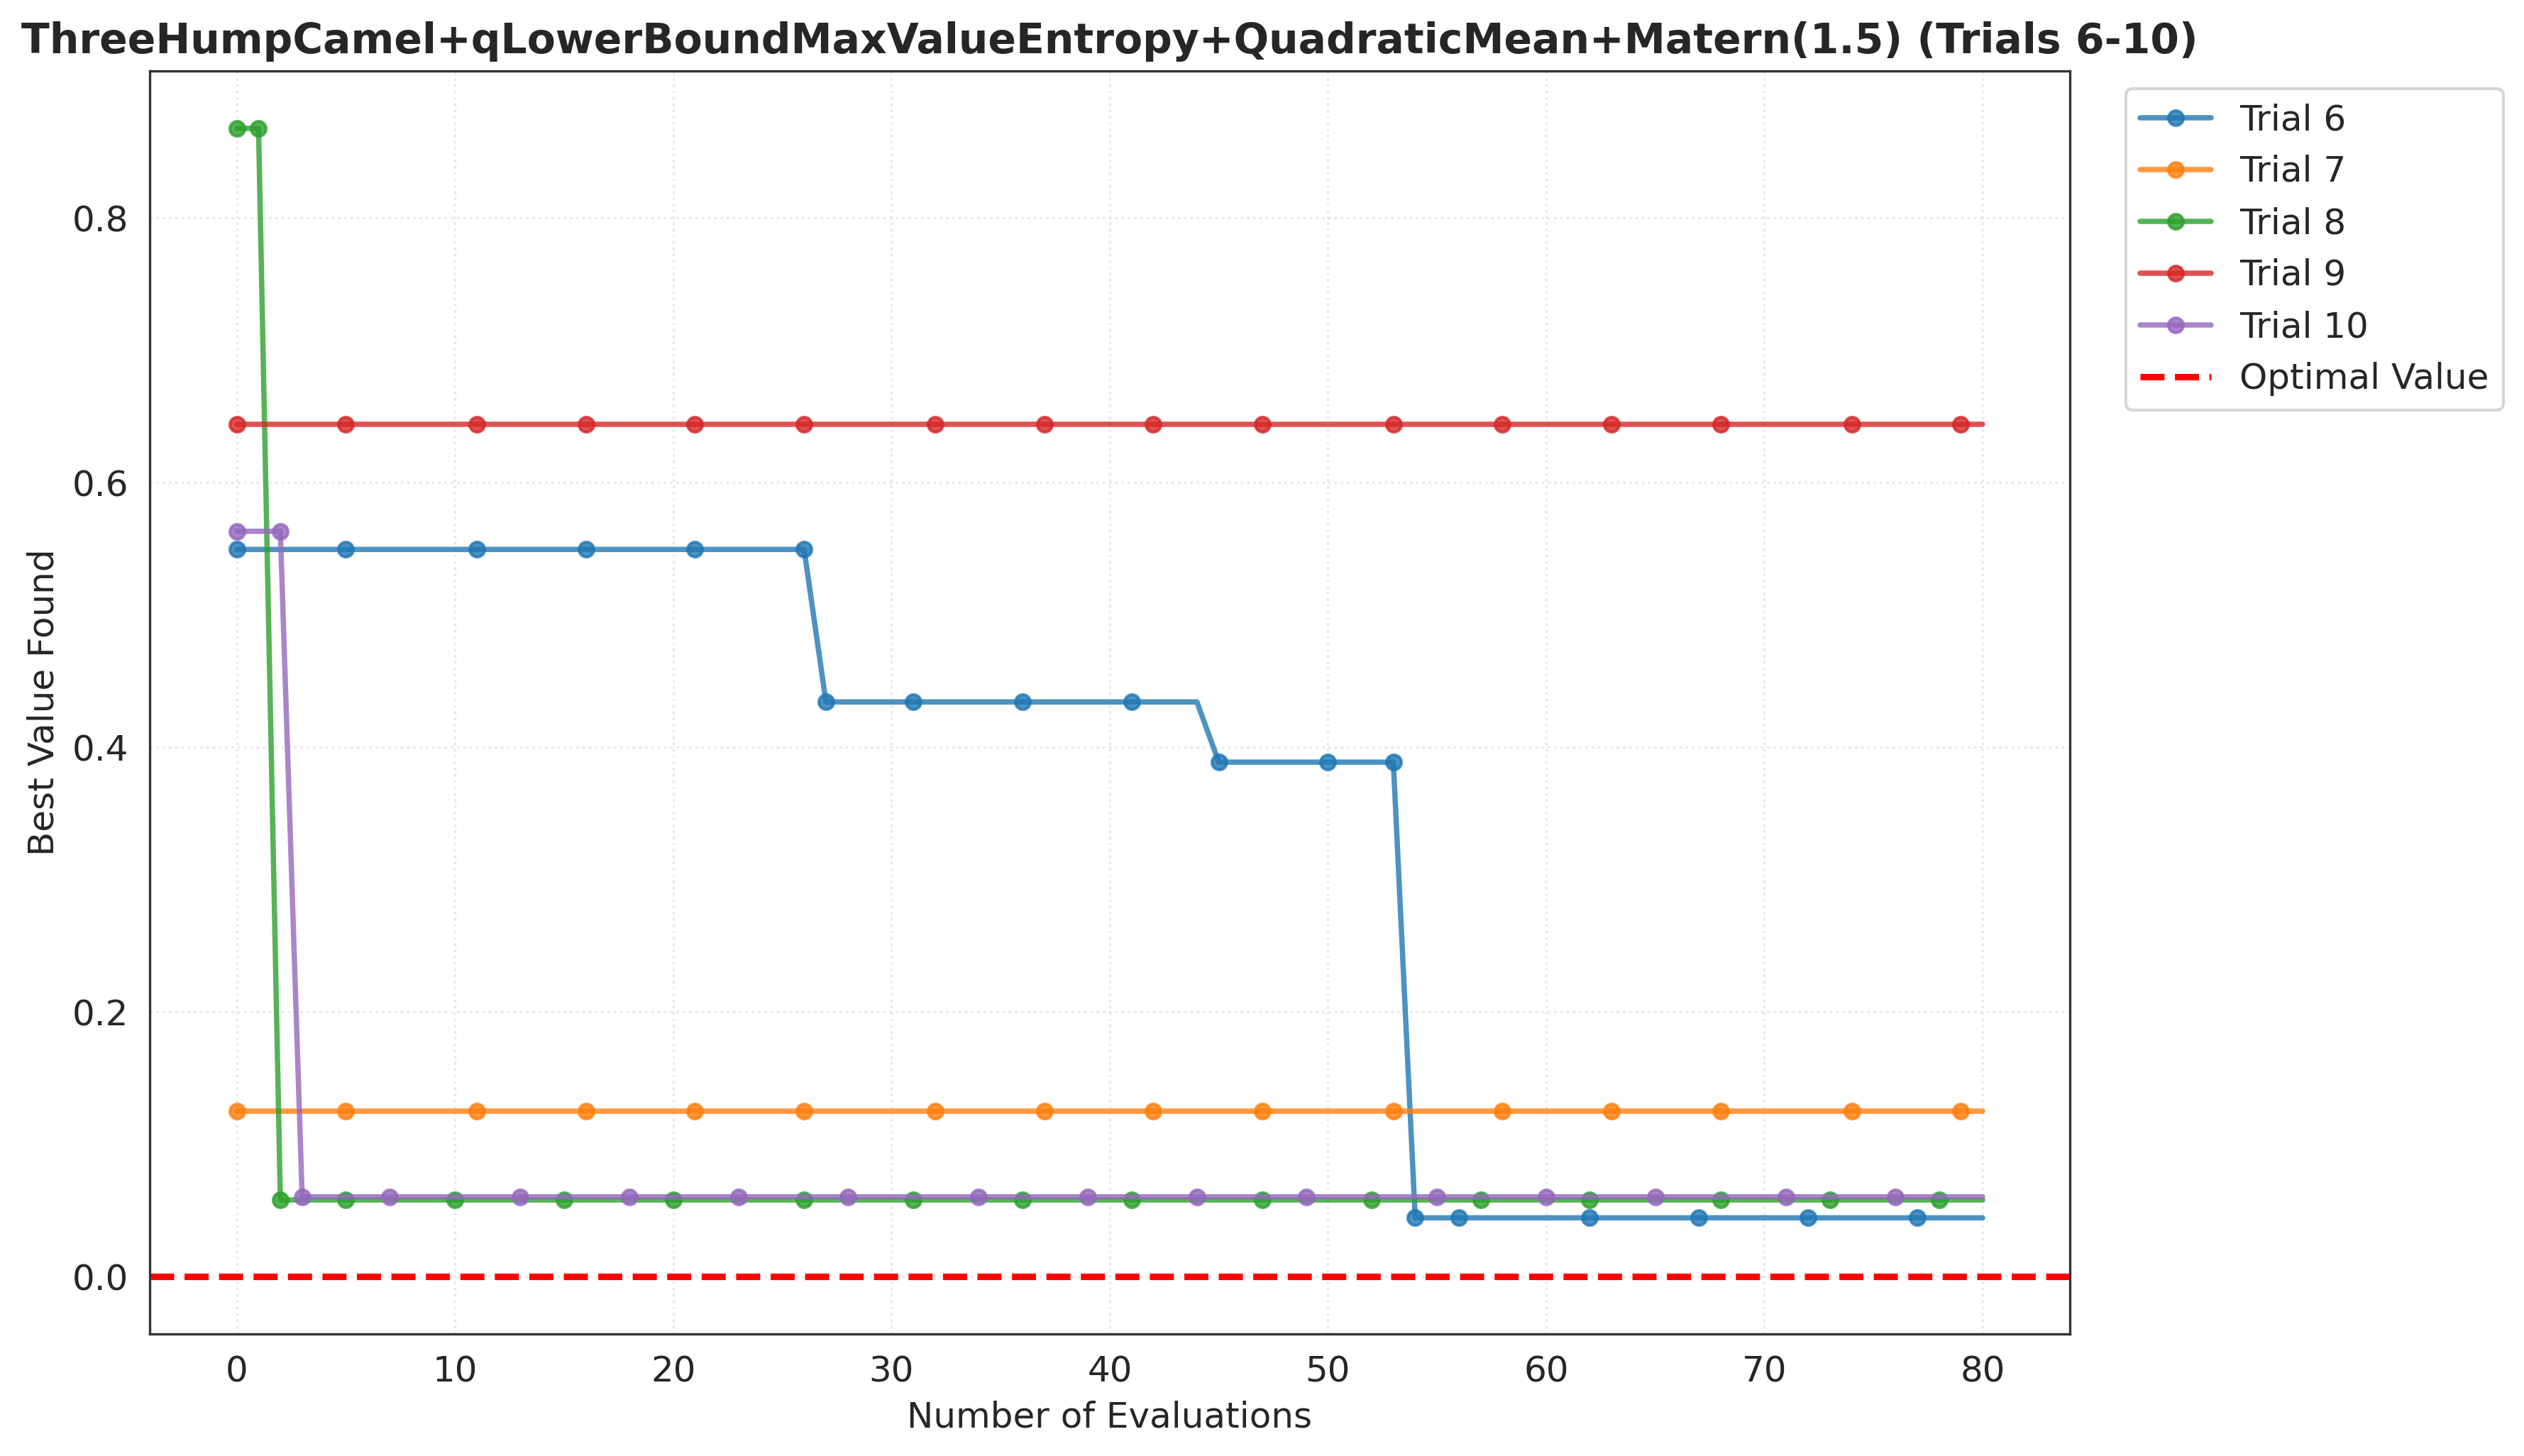 ThreeHumpCamel+qLowerBoundMaxValueEntropy+QuadraticMean+Matern(1.5) (Trials 6-10)
Trial 6
Trial 7
Trial 8
Trial 9
Trial 10
Optimal Value
Best Value Found
0.8
0.6
0.4
0.2
0.0
0 10 20 30 40 50 60 70 80
Number of Evaluations